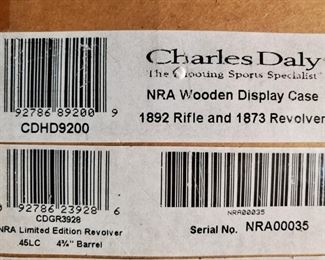 Charles Daly
The Shooting Sports Specialist
92786 89200 9
NRA Wooden Display Case
CDHD9200
1892 Rifle and 1873 Revolver
92786 23928 6
CDGR3928
NRA00035
NRA Limited Edition Revolver
45LC 4¾" Barrel
Serial No. NRA00035